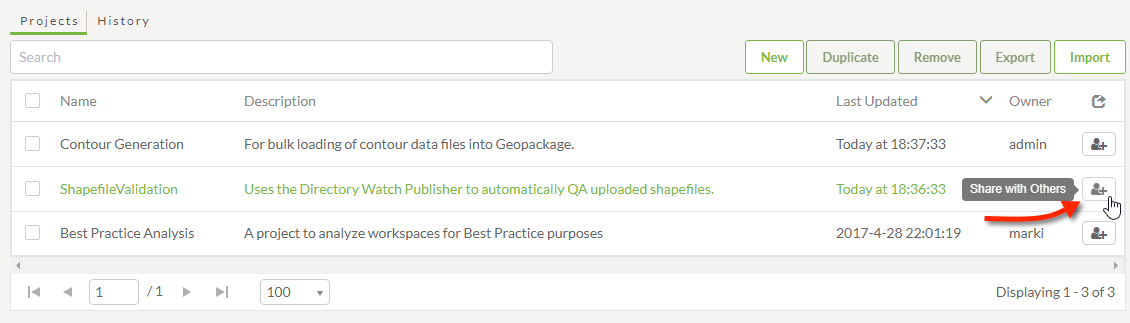 Projects History
Search New Duplicate Remove Export Import
Name Description Last Updated Owner
Contour Generation For bulk loading of contour data files into Geopackage. Today at 18:37:33 admin
ShapefileValidation Uses the Directory Watch Publisher to automatically QA uploaded shapefiles. Today at 18:36:33 Share with Others
Best Practice Analysis A project to analyze workspaces for Best Practice purposes 2017-4-28 22:01:19 marki
1 / 1 100 Displaying 1 - 3 of 3